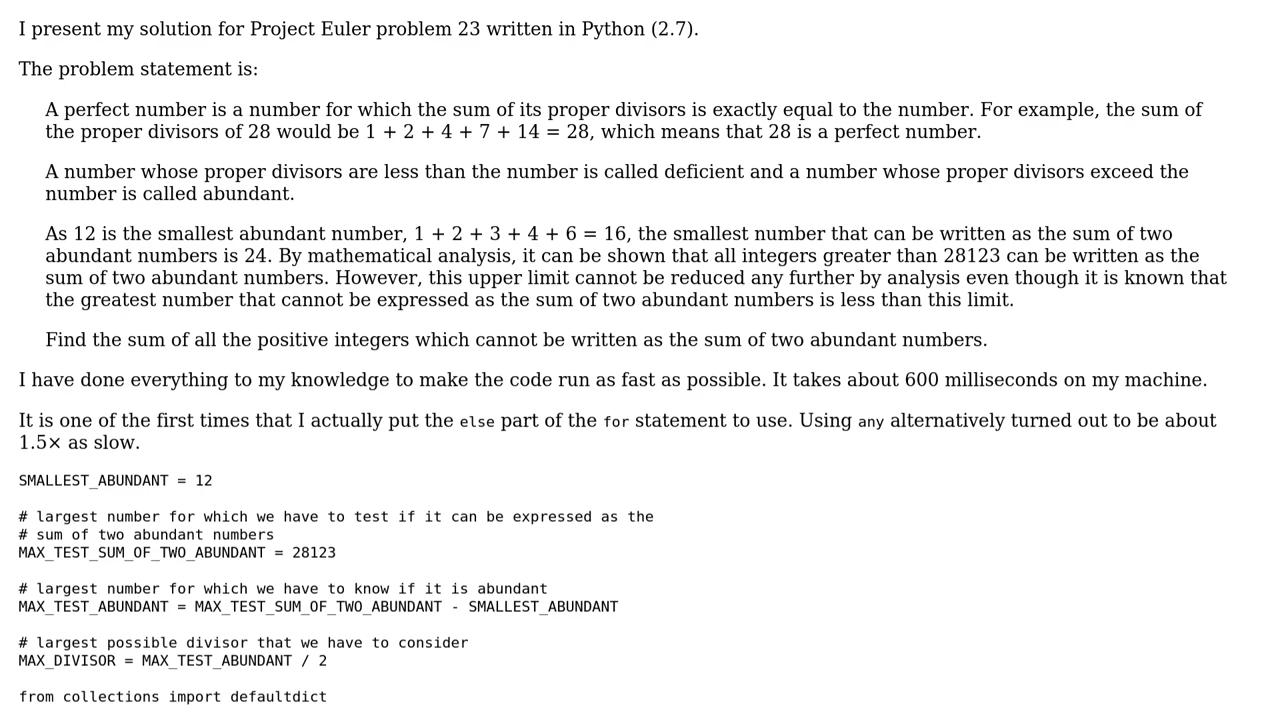 I present my solution for Project Euler problem 23 written in Python (2.7).
The problem statement is:
A perfect number is a number for which the sum of its proper divisors is exactly equal to the number. For example, the sum of
the proper divisors of 28 would be 1 + 2 + 4 + 7 + 14 = 28, which means that 28 is a perfect number.
A number whose proper divisors are less than the number is called deficient and a number whose proper divisors exceed the
number is called abundant.
As 12 is the smallest abundant number, 1 + 2 + 3 + 4 + 6 = 16, the smallest number that can be written as the sum of two
abundant numbers is 24. By mathematical analysis, it can be shown that all integers greater than 28123 can be written as the
sum of two abundant numbers. However, this upper limit cannot be reduced any further by analysis even though it is known that
the greatest number that cannot be expressed as the sum of two abundant numbers is less than this limit.
Find the sum of all the positive integers which cannot be written as the sum of two abundant numbers.
I have done everything to my knowledge to make the code run as fast as possible. It takes about 600 milliseconds on my machine.
It is one of the first times that I actually put the else part of the for statement to use. Using any alternatively turned out to be about
1.5× as slow.
SMALLEST_ABUNDANT = 12
# largest number for which we have to test if it can be expressed as the
# sum of two abundant numbers
MAX_TEST_SUM_OF_TWO_ABUNDANT = 28123
# largest number for which we have to know if it is abundant
MAX_TEST_ABUNDANT = MAX_TEST_SUM_OF_TWO_ABUNDANT - SMALLEST_ABUNDANT
# largest possible divisor that we have to consider
MAX_DIVISOR = MAX_TEST_ABUNDANT / 2
from collections import defaultdict